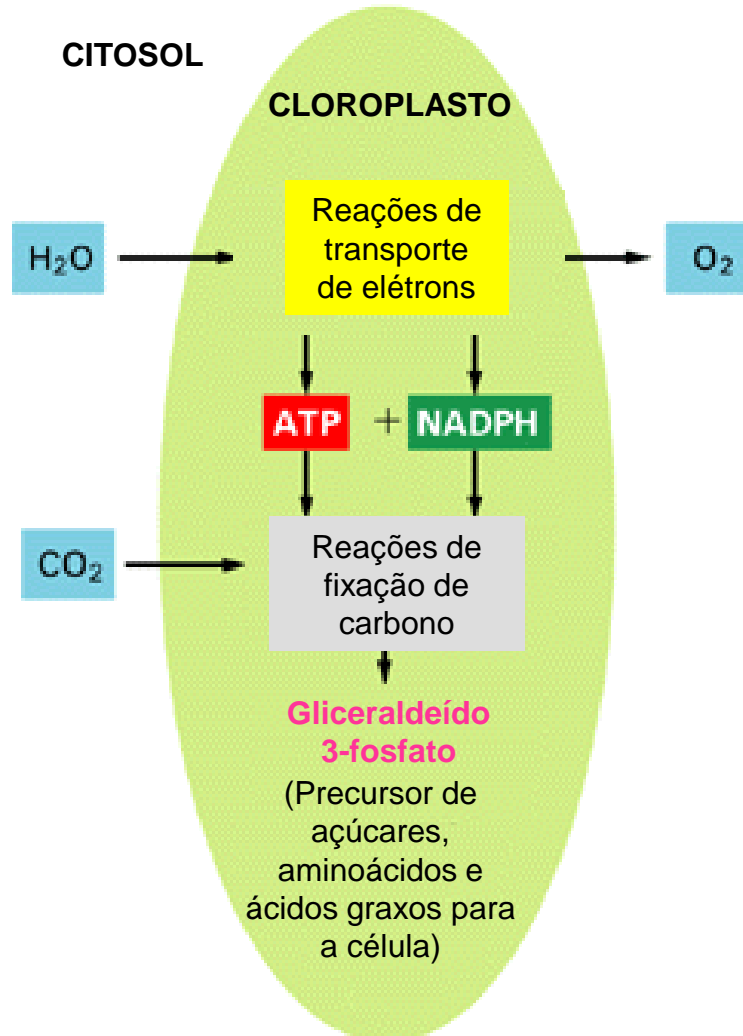 CITOSOL
CLOROPLASTO
Reações de
transporte
de elétrons
H₂O
O₂
ATP + NADPH
Reações de
fixação de
carbono
CO₂
Gliceraldeído
3-fosfato
(Precursor de
açúcares,
aminoácidos e
ácidos graxos para
a célula)